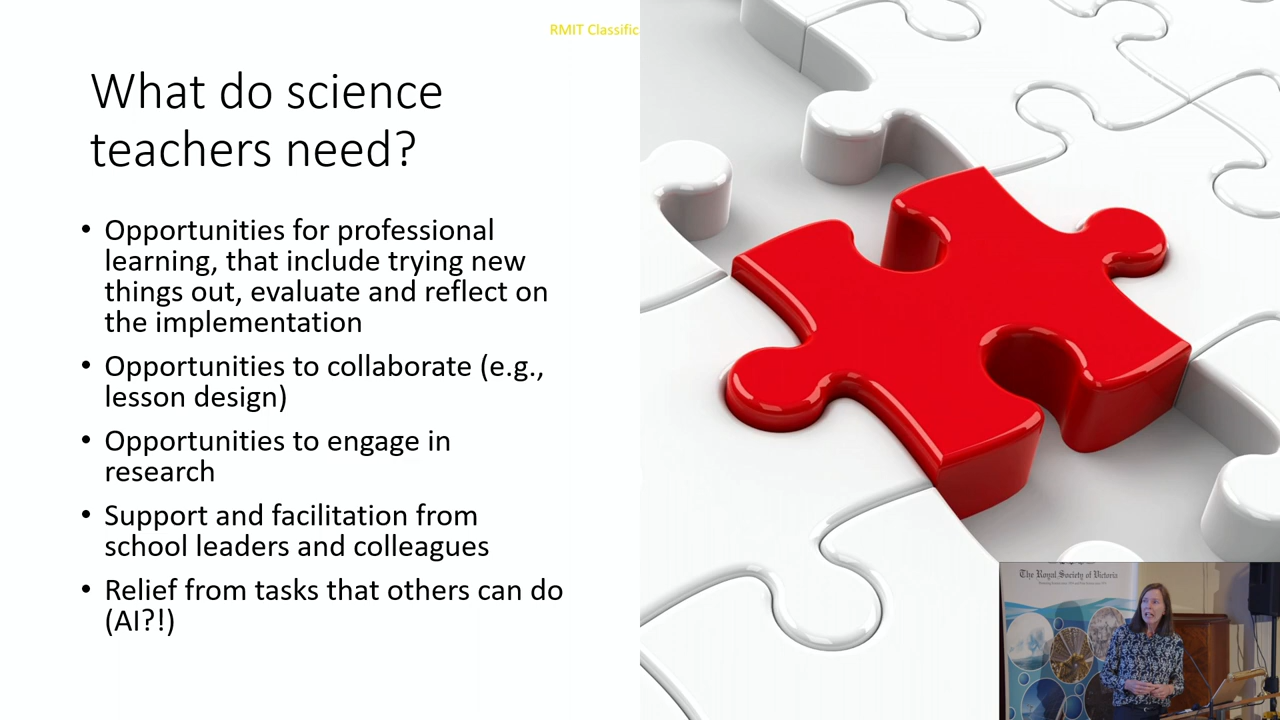 RMIT Classific
What do science
teachers need?
• Opportunities for professional
learning, that include trying new
things out, evaluate and reflect on
the implementation
• Opportunities to collaborate (e.g.,
lesson design)
• Opportunities to engage in
research
• Support and facilitation from
school leaders and colleagues
• Relief from tasks that others can do
(AI?!)
The Royal Society of Victoria